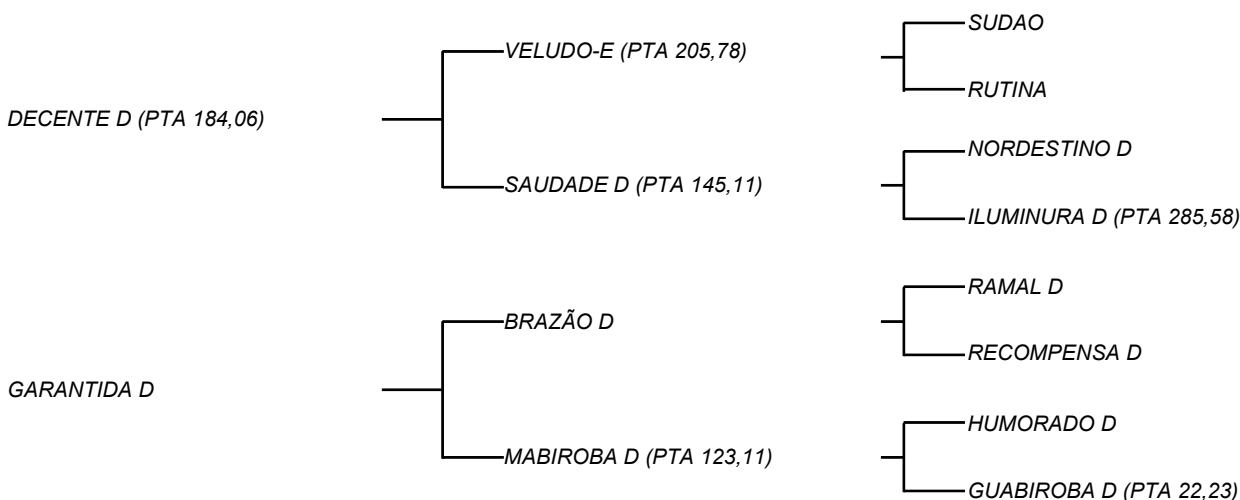 SUDAO
VELUDO-E (PTA 205,78)
RUTINA
DECENTE D (PTA 184,06)
NORDESTINO D
SAUDADE D (PTA 145,11)
ILUMINURA D (PTA 285,58)
RAMAL D
BRAZÃO D
RECOMPENSA D
GARANTIDA D
HUMORADO D
MABIROBA D (PTA 123,11)
GUABIROBA D (PTA 22,23)